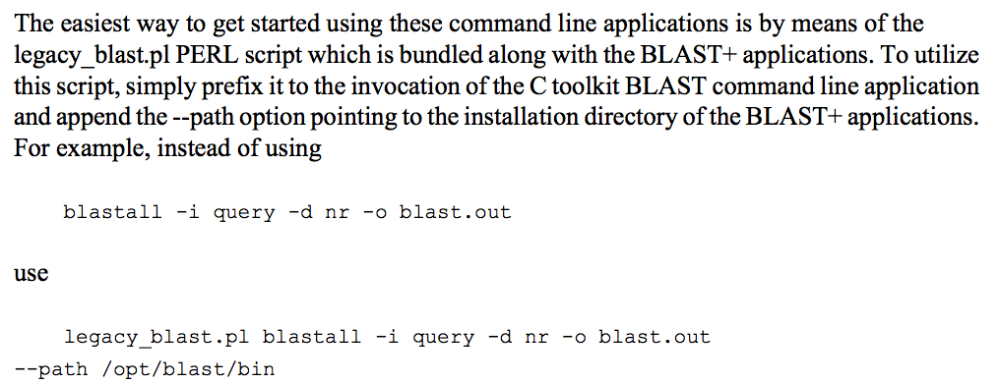 The easiest way to get started using these command line applications is by means of the
legacy_blast.pl PERL script which is bundled along with the BLAST+ applications. To utilize
this script, simply prefix it to the invocation of the C toolkit BLAST command line application
and append the --path option pointing to the installation directory of the BLAST+ applications.
For example, instead of using
blastall -i query -d nr -o blast.out
use
legacy_blast.pl blastall -i query -d nr -o blast.out
--path /opt/blast/bin